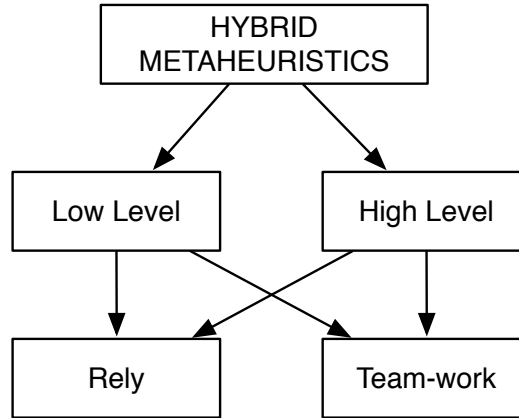 HYBRID
METAHEURISTICS
Low Level
High Level
Rely
Team-work